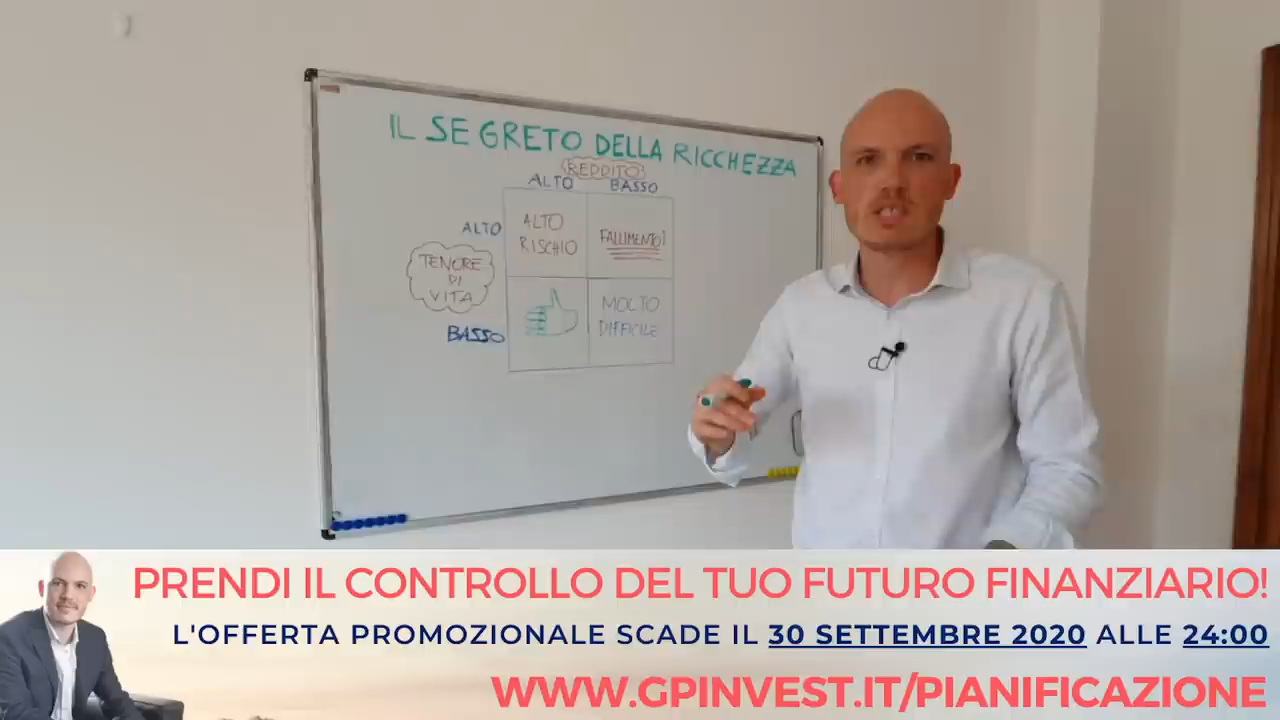 IL SEGRETO DELLA RICCHEZZA
REDDITO
ALTO BASSO
ALTO
ALTO
RISCHIO
FALLIMENTO!
TENORE
DI
VITA
BASSO
MOLTO
DIFFICILE
PRENDI IL CONTROLLO DEL TUO FUTURO FINANZIARIO!
L'OFFERTA PROMOZIONALE SCADE IL 30 SETTEMBRE 2020 ALLE 24:00
WWW.GPINVEST.IT/PIANIFICAZIONE